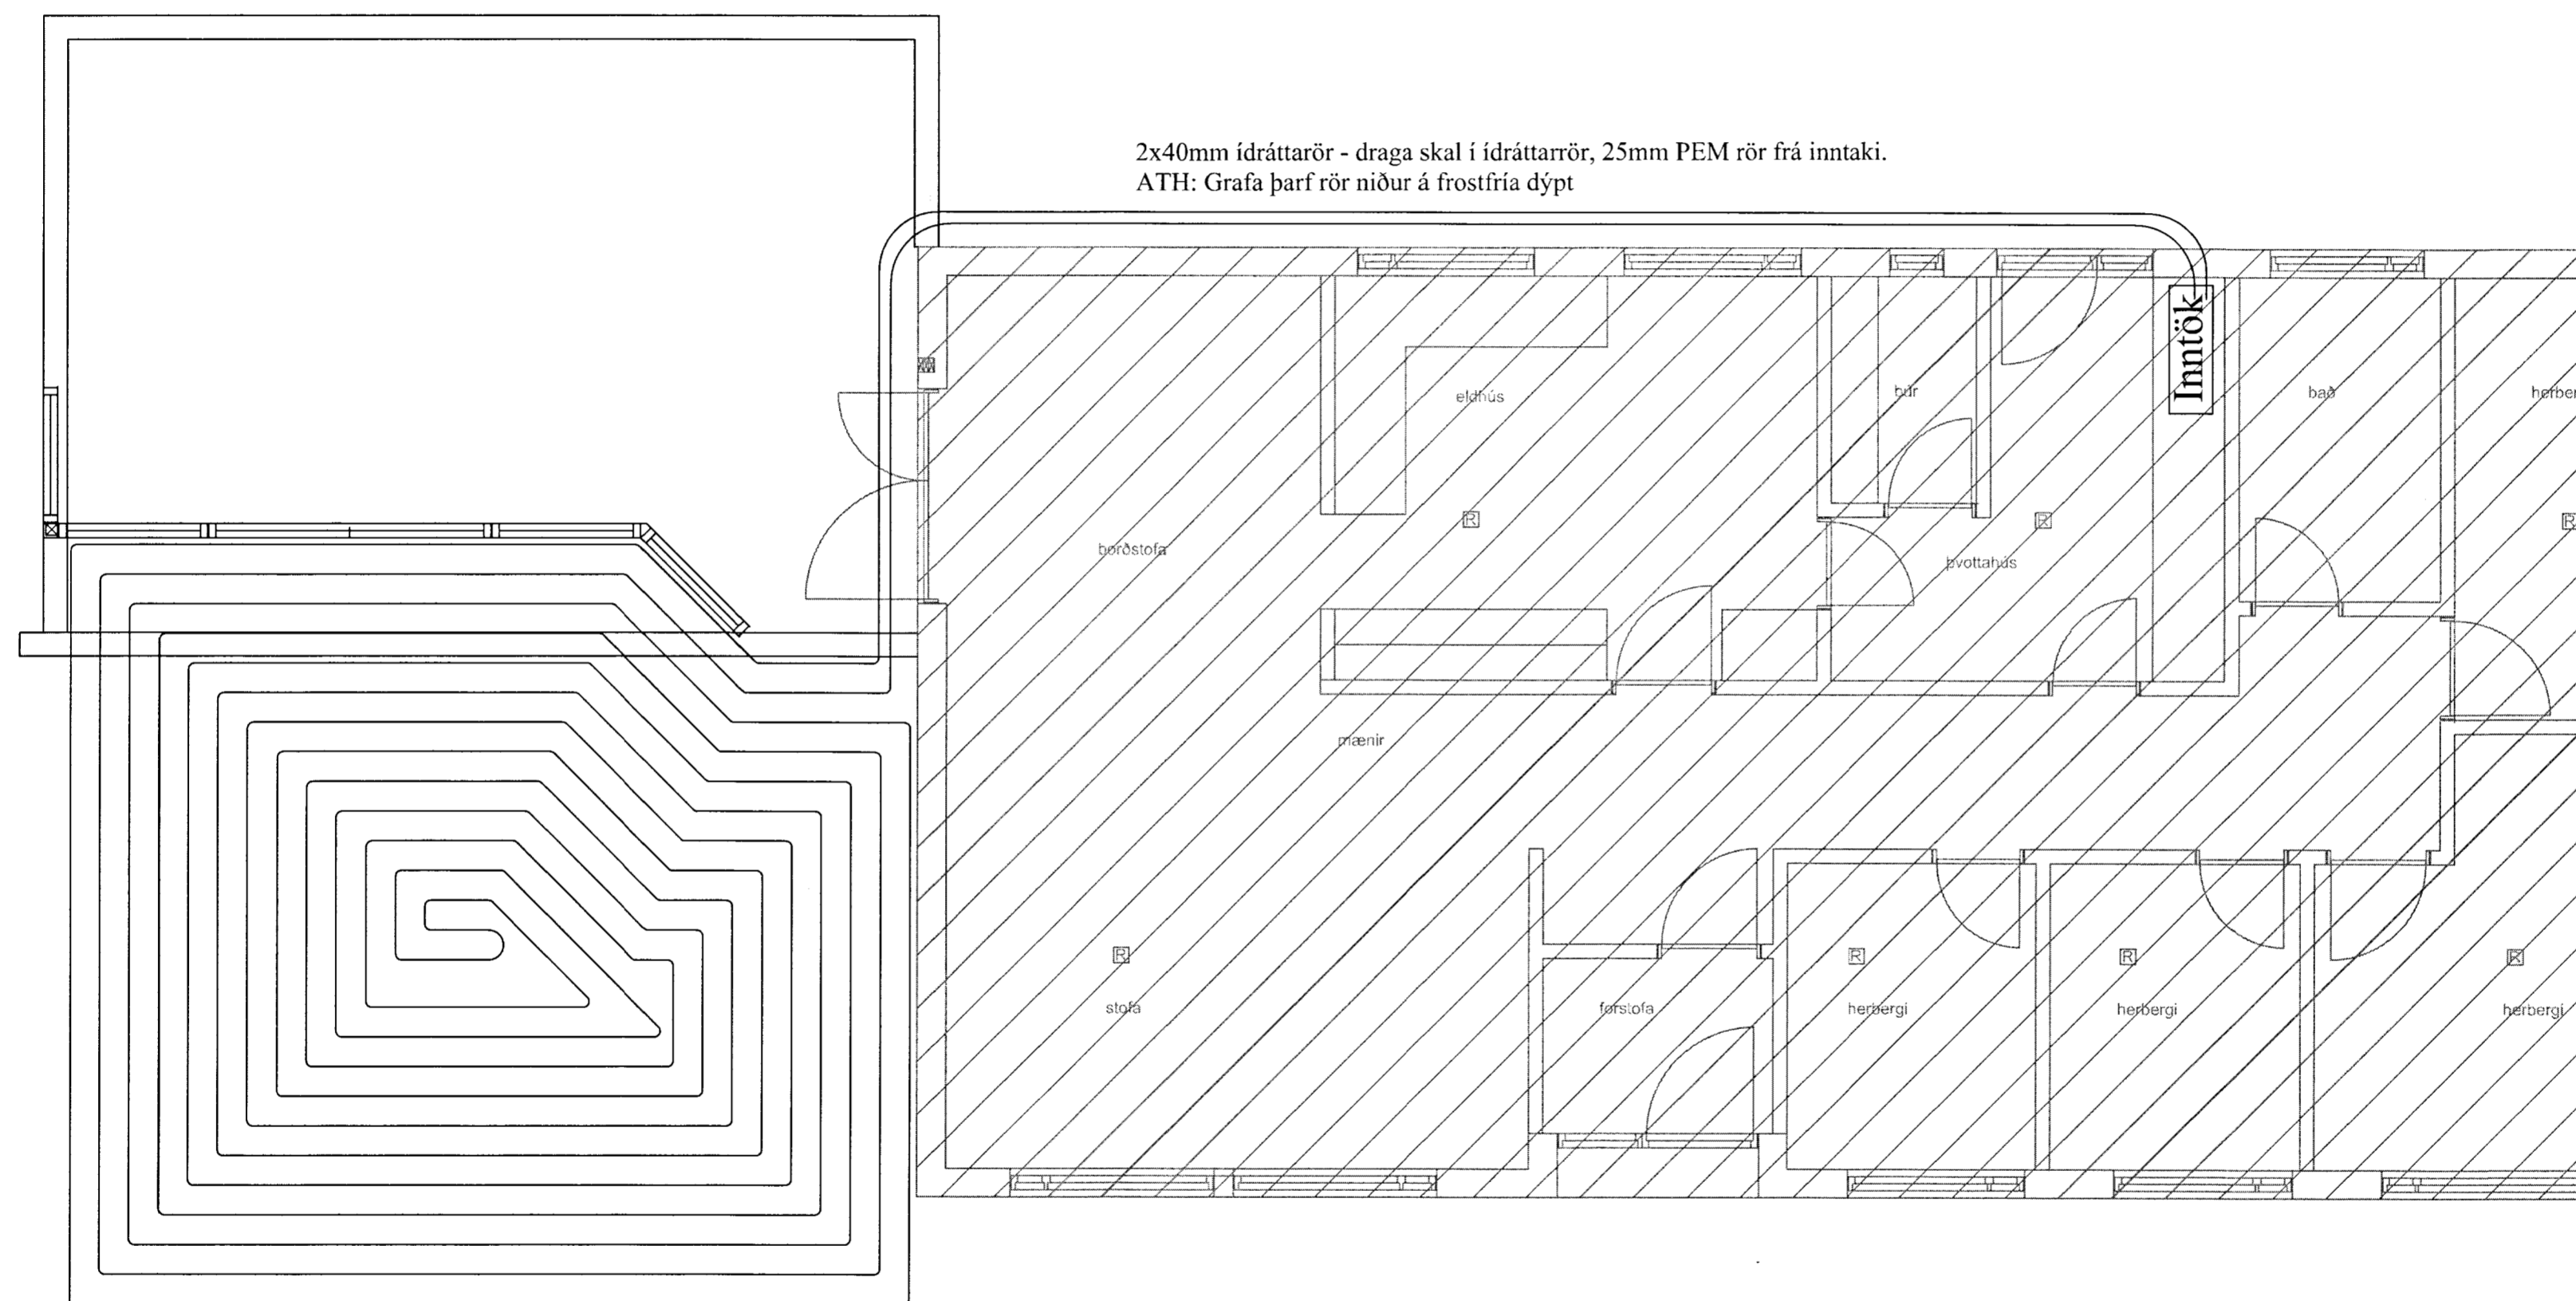 2x40mm ídráttarör - draga skal í ídráttarrör, 25mm PEM rör frá inntaki.
ATH: Grafa þarf rör niður á frostfría dýpt
Inntök
eldhús
búr
bað
herber
R
R
R
borðstofa
þvottahús
mænir
R
R
R
R
stofa
forstofa
herbergi
herbergi
herbergi